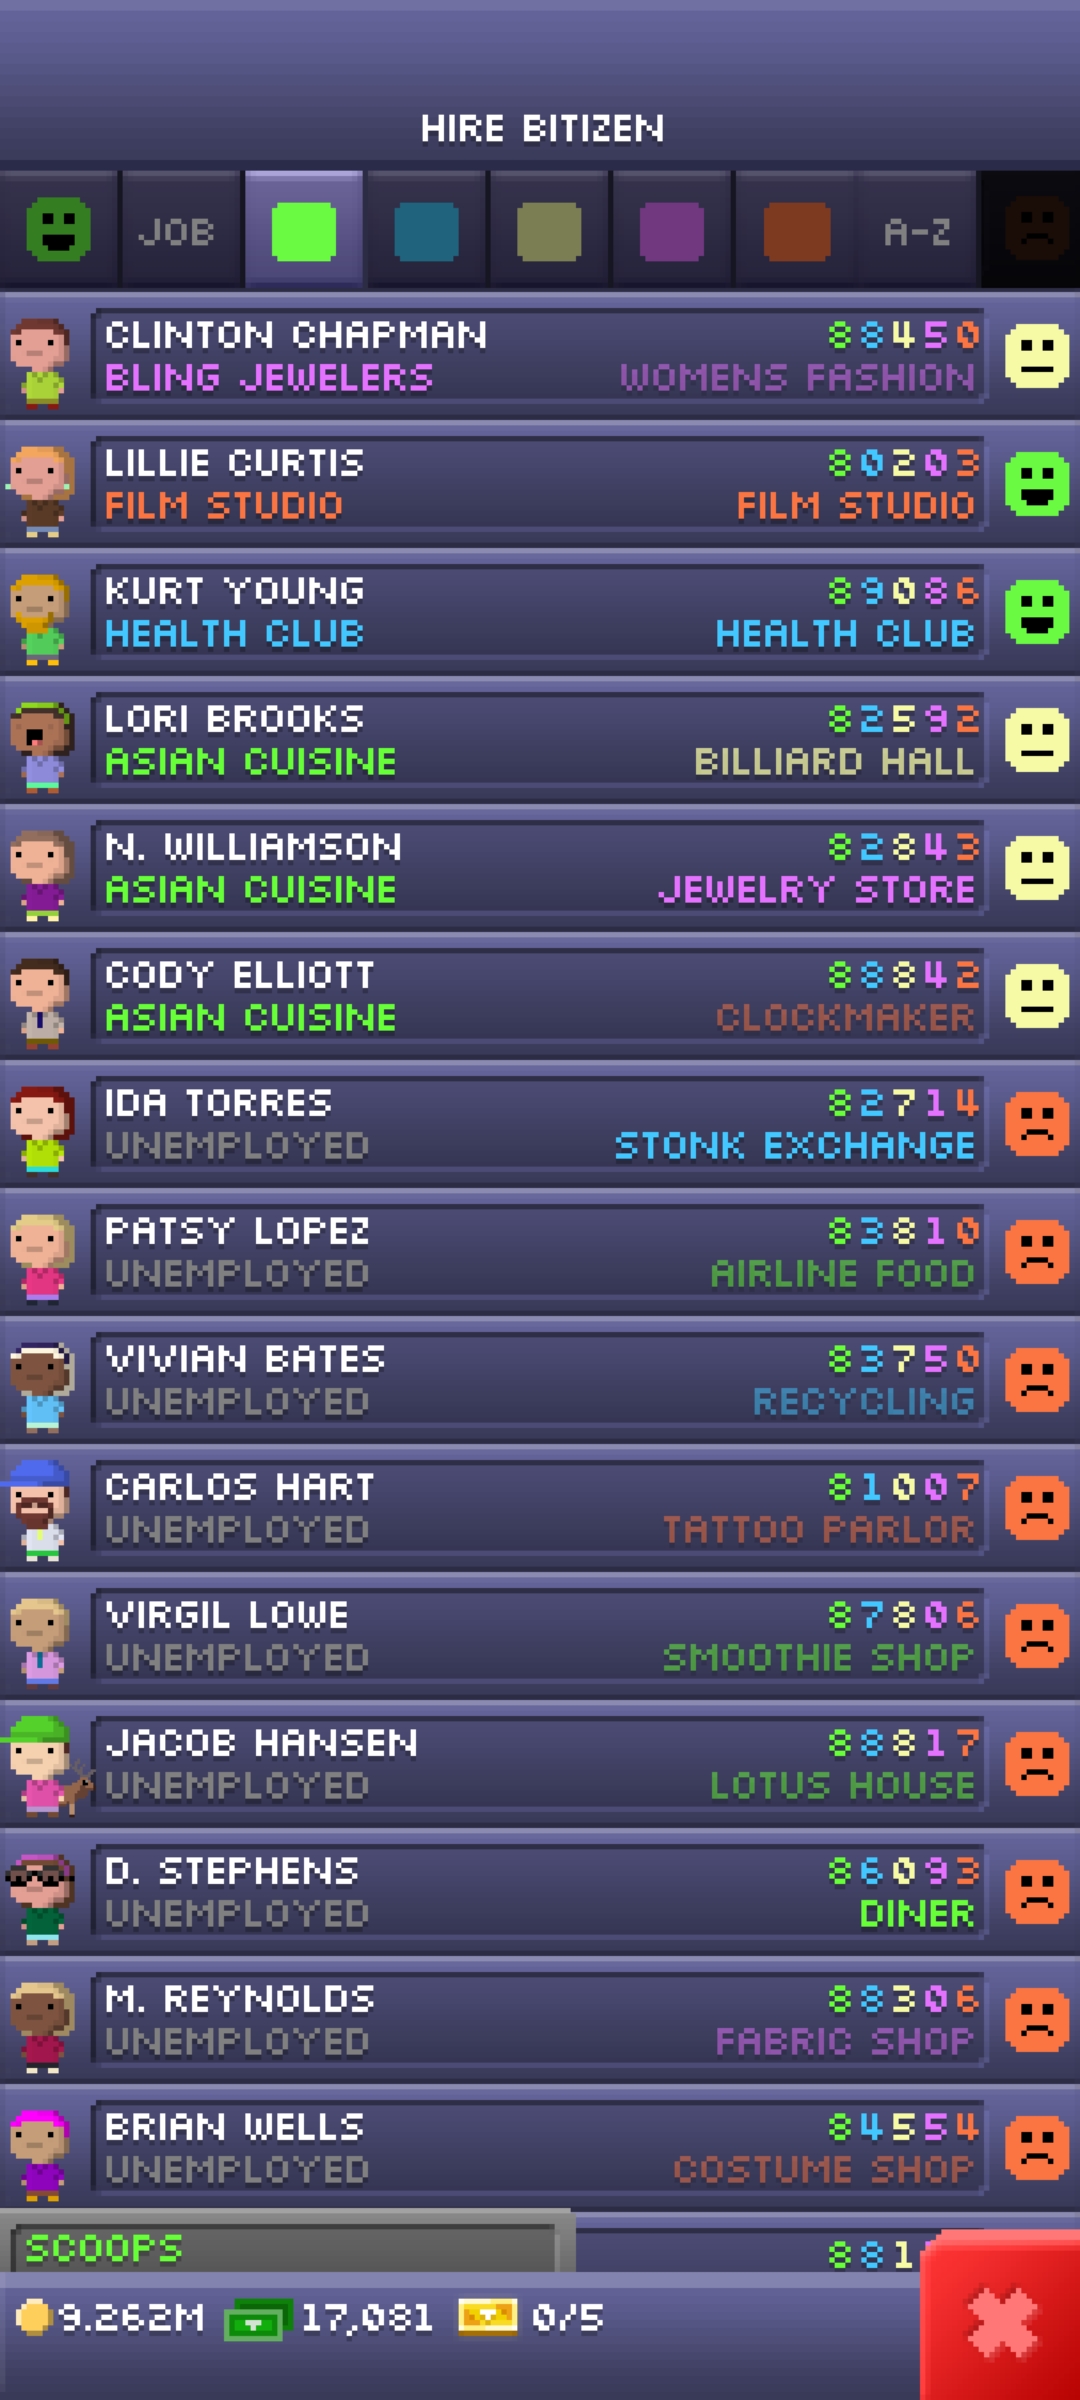 HIRE BITIZEN
JOB
A-Z
CLINTON CHAPMAN 88450
BLING JEWELERS WOMENS FASHION
LILLIE CURTIS 80203
FILM STUDIO FILM STUDIO
KURT YOUNG 89086
HEALTH CLUB HEALTH CLUB
LORI BROOKS 82592
ASIAN CUISINE BILLIARD HALL
N. WILLIAMSON 82843
ASIAN CUISINE JEWELRY STORE
CODY ELLIOTT 88842
ASIAN CUISINE CLOCKMAKER
IDA TORRES 82714
UNEMPLOYED STONK EXCHANGE
PATSY LOPEZ 83810
UNEMPLOYED AIRLINE FOOD
VIVIAN BATES 83750
UNEMPLOYED RECYCLING
CARLOS HART 81007
UNEMPLOYED TATTOO PARLOR
VIRGIL LOWE 87806
UNEMPLOYED SMOOTHIE SHOP
JACOB HANSEN 88817
UNEMPLOYED LOTUS HOUSE
D. STEPHENS 86093
UNEMPLOYED DINER
M. REYNOLDS 88306
UNEMPLOYED FABRIC SHOP
BRIAN WELLS 84554
UNEMPLOYED COSTUME SHOP
SCOOPS 881
9.262M 17,081 0/5